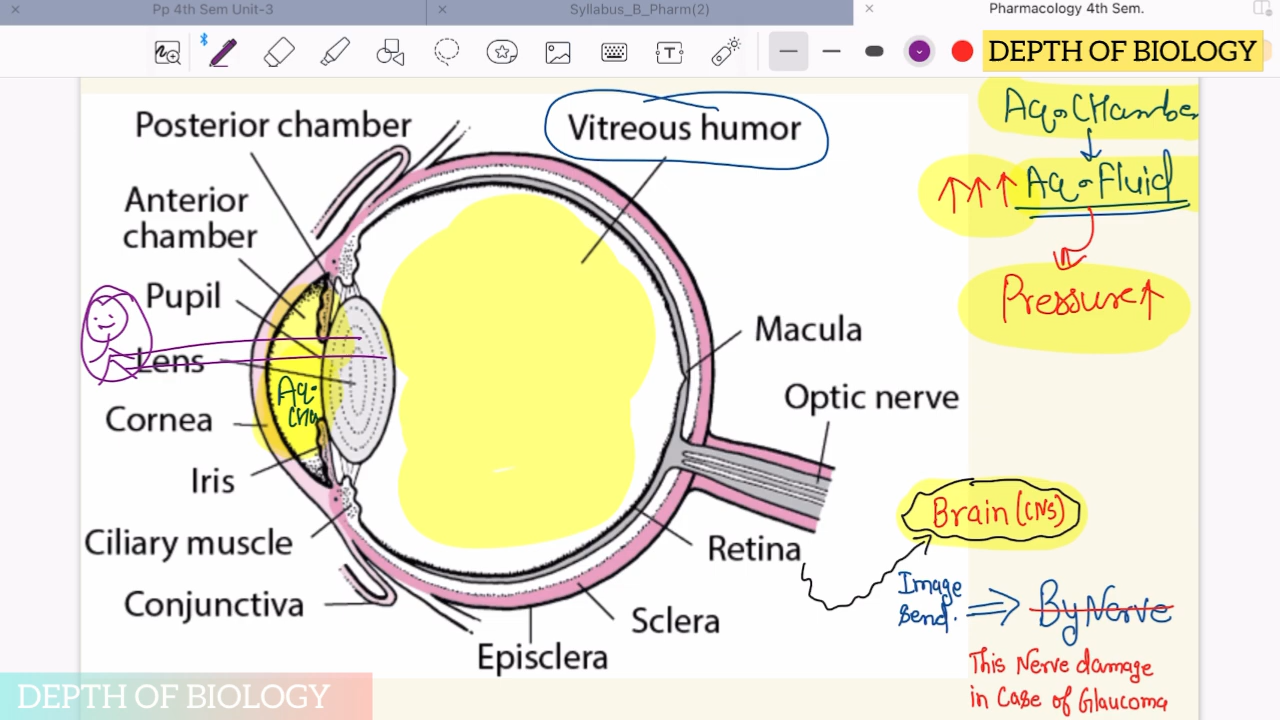 Pp 4th Sem Unit-3
Syllabus_B_Pharm(2)
Pharmacology 4th Sem.
DEPTH OF BIOLOGY
Posterior chamber
Vitreous humor
Anterior
chamber
Pupil
Lens
Cornea
Iris
Ciliary muscle
Conjunctiva
Aq.
Cha
Macula
Optic nerve
Retina
Sclera
Episclera
Aq. CHamber
Aq. Fluid
Pressure
Brain (CNS)
Image
Send.
By Nerve
This Nerve damage
in Case of Glaucoma
DEPTH OF BIOLOGY